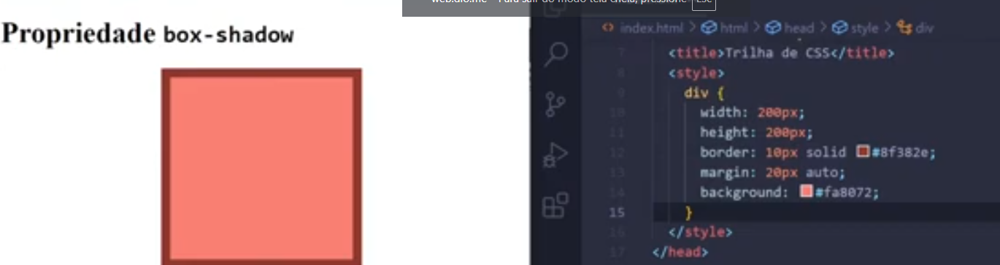 web.dio.me – Para sair do modo tela cheia, pressione Esc
Propriedade box-shadow
index.html > html > head > style > div
7 <title>Trilha de CSS</title>
8 <style>
9 div {
10 width: 200px;
11 height: 200px;
12 border: 10px solid #8f382e;
13 margin: 20px auto;
14 background: #fa8072;
15 }
16 </style>
17 </head>